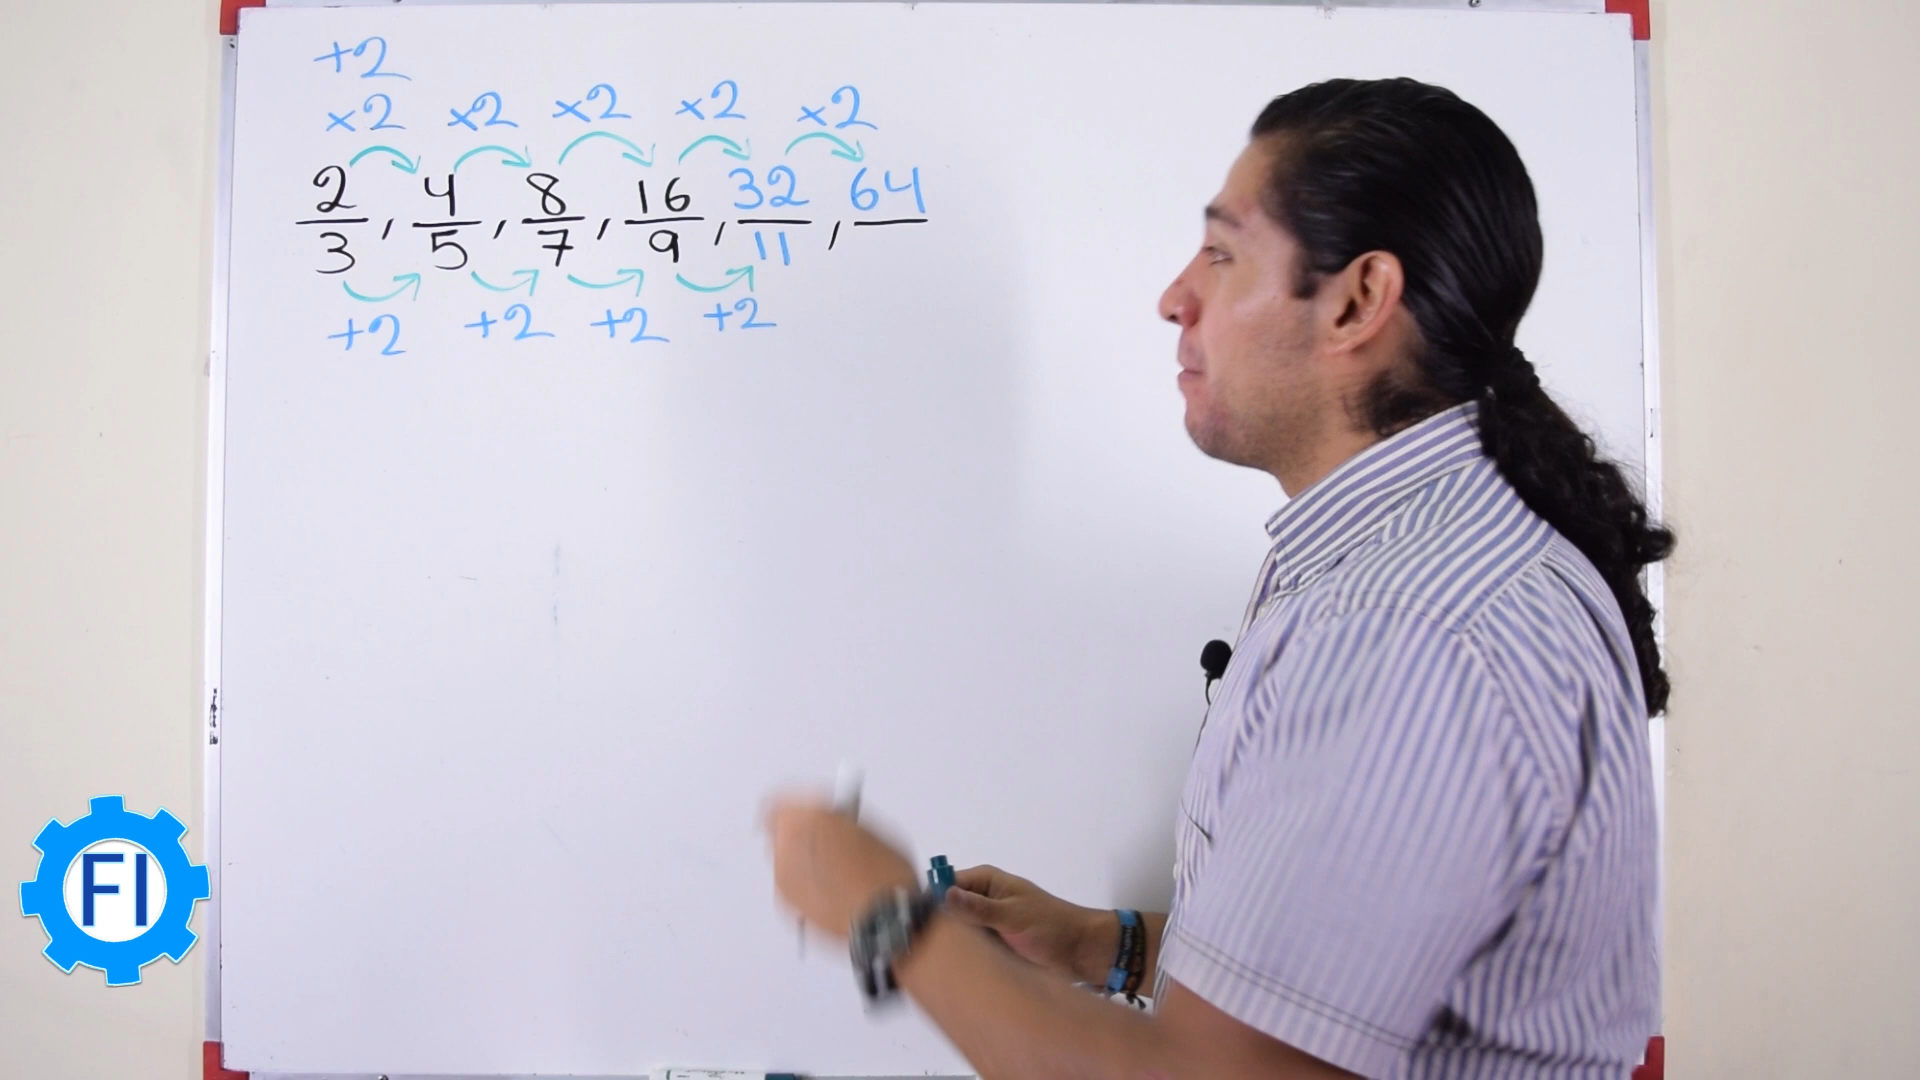 +2
×2 ×2 ×2 ×2 ×2
2/3, 4/5, 8/7, 16/9, 32/11, 64/
+2 +2 +2 +2
FI